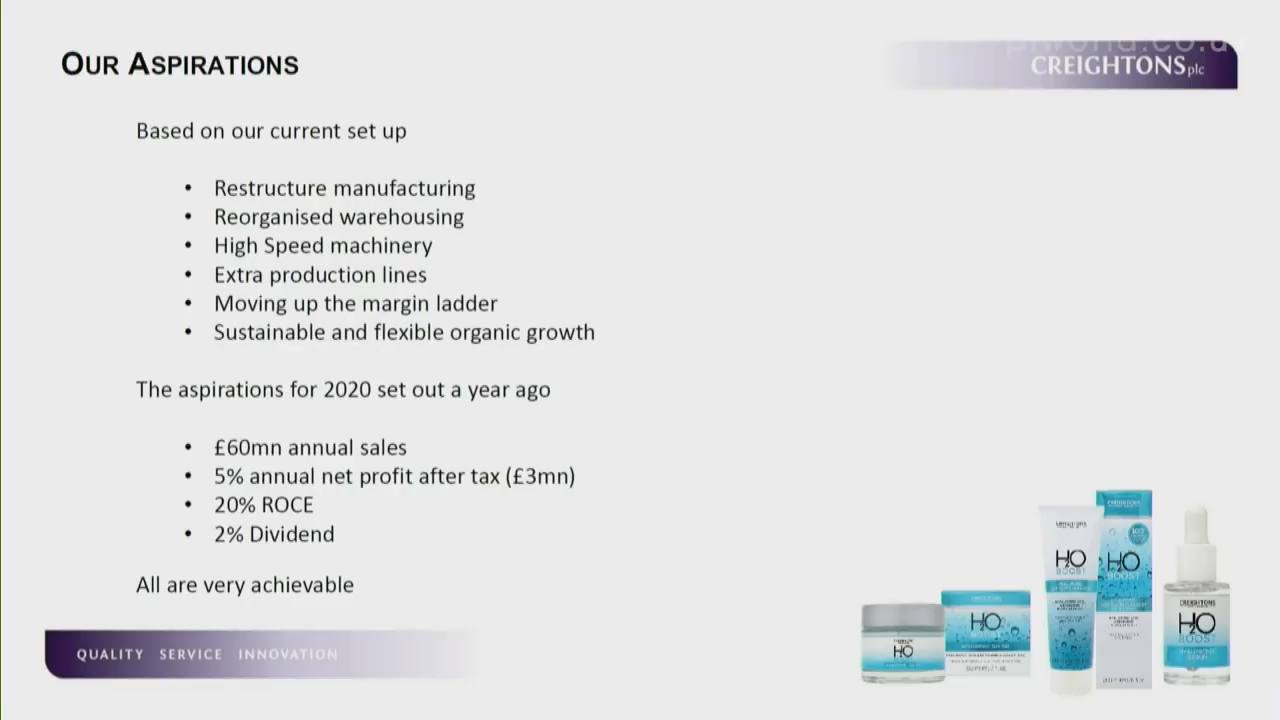 OUR ASPIRATIONS
CREIGHTONS plc
Based on our current set up
• Restructure manufacturing
• Reorganised warehousing
• High Speed machinery
• Extra production lines
• Moving up the margin ladder
• Sustainable and flexible organic growth
The aspirations for 2020 set out a year ago
• £60mn annual sales
• 5% annual net profit after tax (£3mn)
• 20% ROCE
• 2% Dividend
All are very achievable
QUALITY SERVICE INNOVATION
H2O
H2O
H2O
BOOST
H2O
BOOST
CREIGHTONS
H2O
BOOST